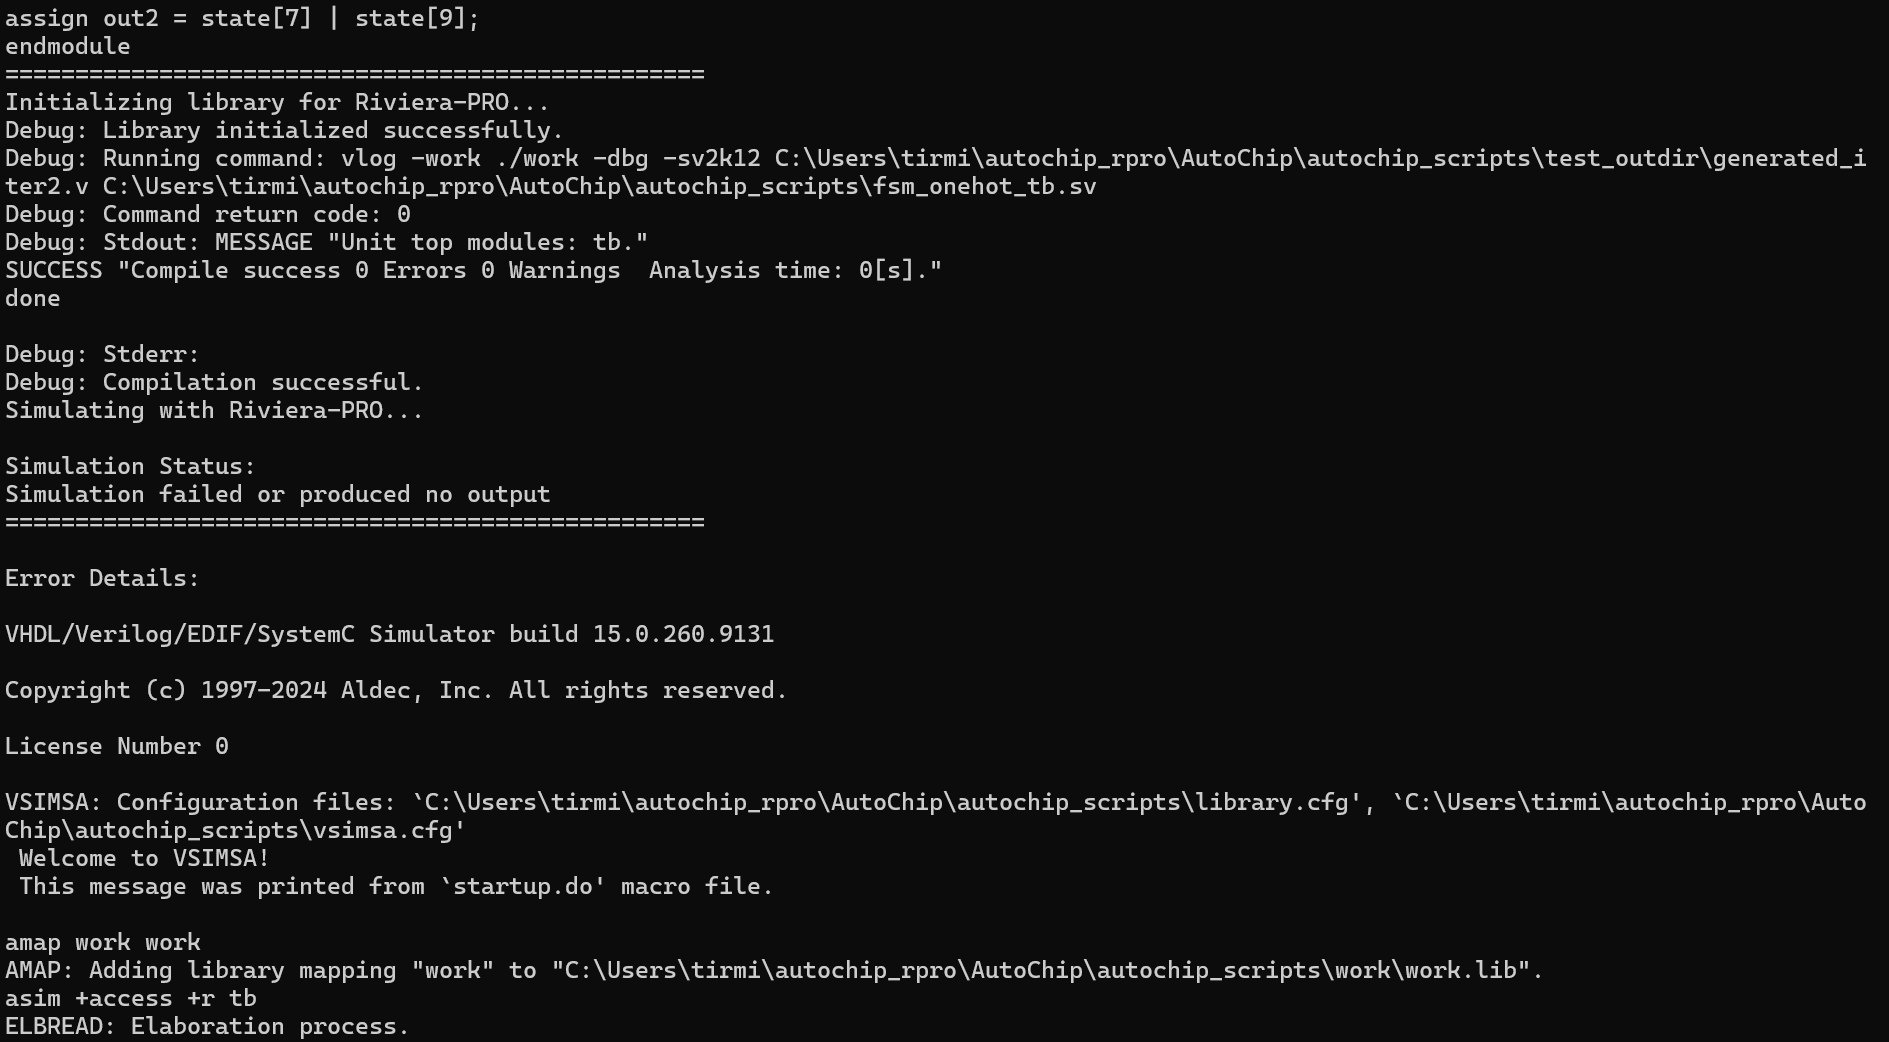 assign out2 = state[7] | state[9];
endmodule
==================================================
Initializing library for Riviera-PRO...
Debug: Library initialized successfully.
Debug: Running command: vlog -work ./work -dbg -sv2k12 C:\Users\tirmi\autochip_rpro\AutoChip\autochip_scripts\test_outdir\generated_i
ter2.v C:\Users\tirmi\autochip_rpro\AutoChip\autochip_scripts\fsm_onehot_tb.sv
Debug: Command return code: 0
Debug: Stdout: MESSAGE "Unit top modules: tb."
SUCCESS "Compile success 0 Errors 0 Warnings  Analysis time: 0[s]."
done

Debug: Stderr:
Debug: Compilation successful.
Simulating with Riviera-PRO...

Simulation Status:
Simulation failed or produced no output
==================================================

Error Details:

VHDL/Verilog/EDIF/SystemC Simulator build 15.0.260.9131

Copyright (c) 1997-2024 Aldec, Inc. All rights reserved.

License Number 0

VSIMSA: Configuration files: `C:\Users\tirmi\autochip_rpro\AutoChip\autochip_scripts\library.cfg', `C:\Users\tirmi\autochip_rpro\Auto
Chip\autochip_scripts\vsimsa.cfg'
 Welcome to VSIMSA!
 This message was printed from `startup.do' macro file.

amap work work
AMAP: Adding library mapping "work" to "C:\Users\tirmi\autochip_rpro\AutoChip\autochip_scripts\work\work.lib".
asim +access +r tb
ELBREAD: Elaboration process.